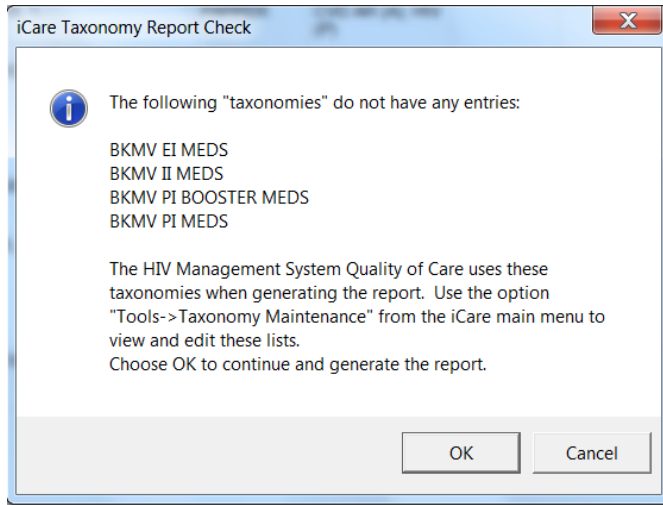 iCare Taxonomy Report Check
The following "taxonomies" do not have any entries:
BKMV EI MEDS
BKMV II MEDS
BKMV PI BOOSTER MEDS
BKMV PI MEDS
The HIV Management System Quality of Care uses these
taxonomies when generating the report.  Use the option
"Tools->Taxonomy Maintenance" from the iCare main menu to
view and edit these lists.
Choose OK to continue and generate the report.
OK
Cancel